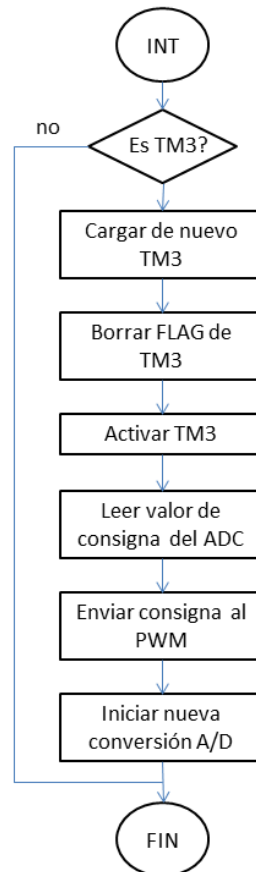 INT
no
Es TM3?
Cargar de nuevo
TM3
Borrar FLAG de
TM3
Activar TM3
Leer valor de
consigna del ADC
Enviar consigna al
PWM
Iniciar nueva
conversión A/D
FIN